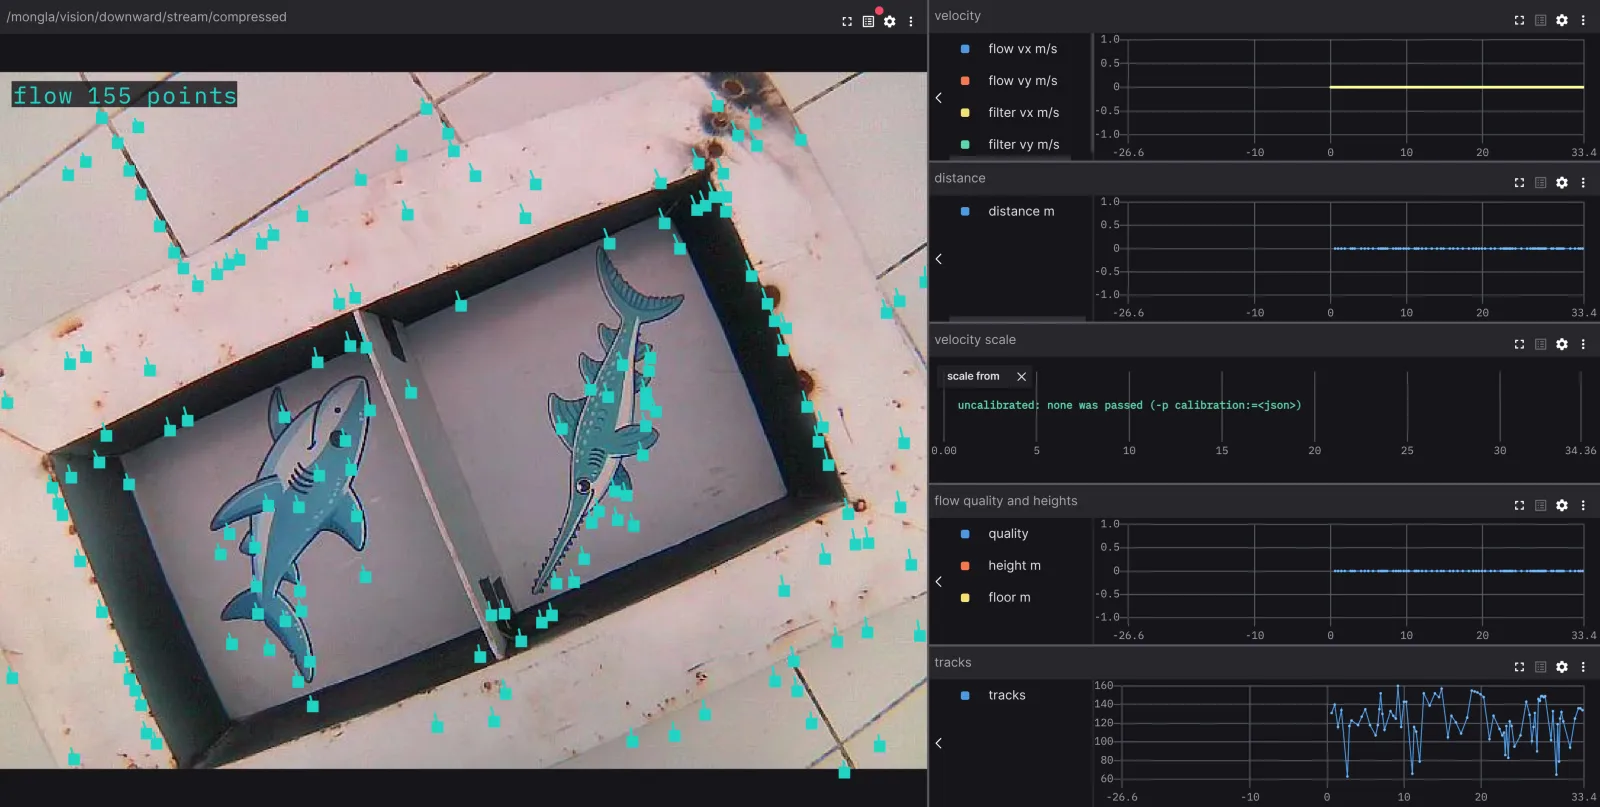 /mongla/vision/downward/stream/compressed
flow 155 points
velocity
flow vx m/s
flow vy m/s
filter vx m/s
filter vy m/s
1.0
0.5
0
-0.5
-1.0
-26.6 -10 0 10 20 33.4
distance
distance m
1.0
0.5
0
-0.5
-1.0
-26.6 -10 0 10 20 33.4
velocity scale
scale from
uncalibrated: none was passed (-p calibration:=<json>)
0.00 5 10 15 20 25 30 34.36
flow quality and heights
quality
height m
floor m
1.0
0.5
0
-0.5
-1.0
-26.6 -10 0 10 20 33.4
tracks
tracks
160
140
120
100
80
60
-26.6 -10 0 10 20 33.4